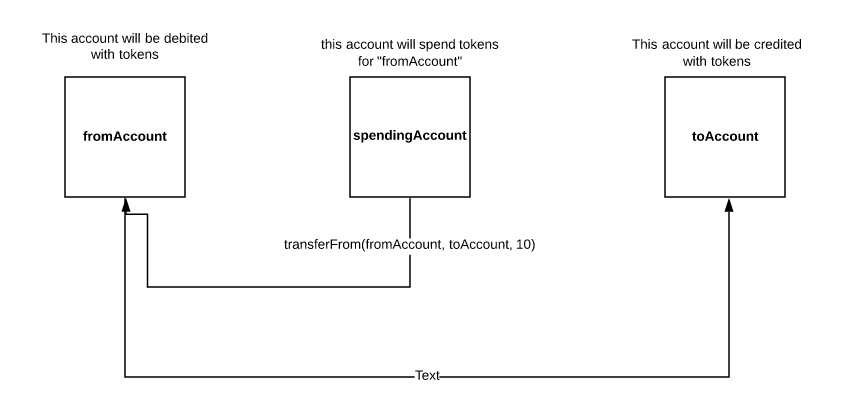 This account will be debited
with tokens
this account will spend tokens
for "fromAccount"
This account will be credited
with tokens
fromAccount
spendingAccount
toAccount
transferFrom(fromAccount, toAccount, 10)
Text